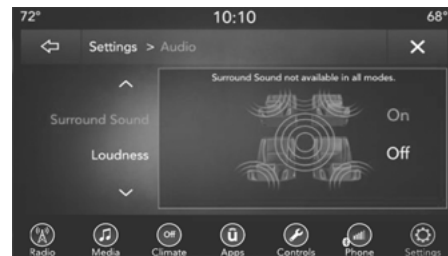 72° 10:10 68°
Settings > Audio
Surround Sound not available in all modes.
Surround Sound
On
Loudness
Off
Off
Radio Media Climate Apps Controls Phone Settings